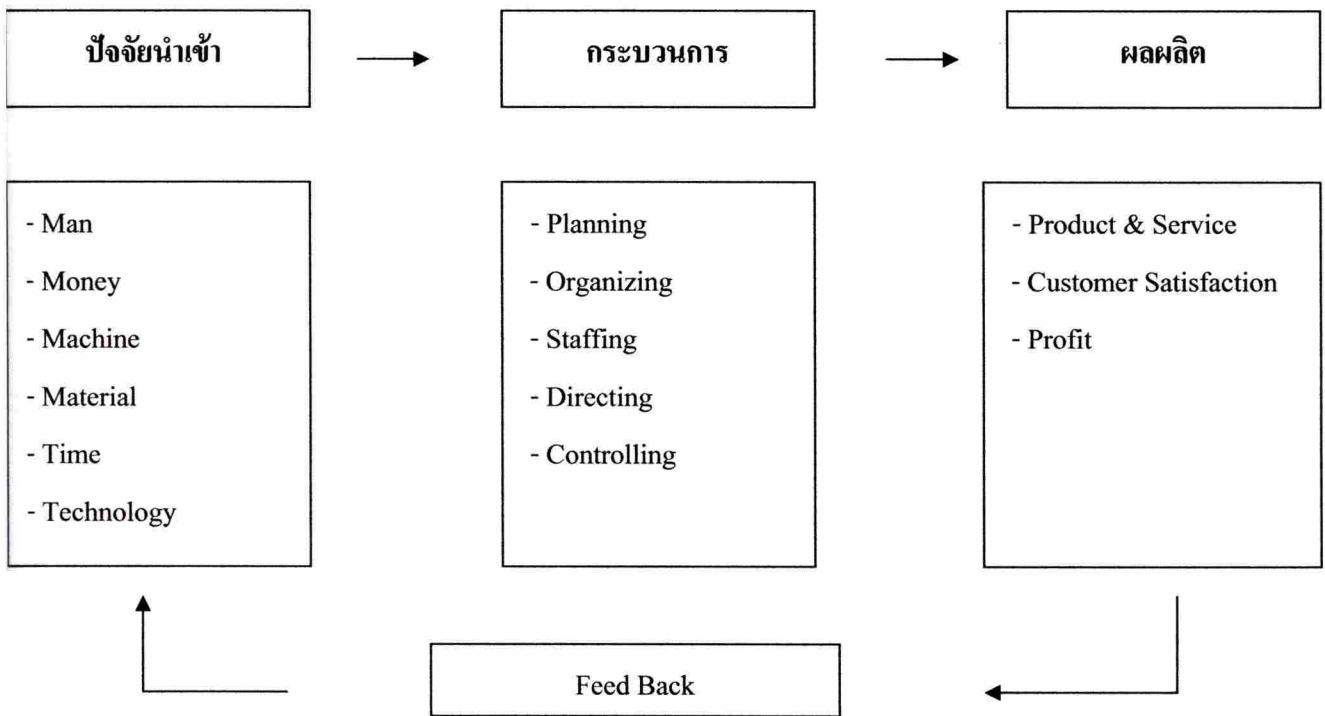 ปัจจัยนำเข้า
กระบวนการ
ผลผลิต
- Man
- Money
- Machine
- Material
- Time
- Technology
- Planning
- Organizing
- Staffing
- Directing
- Controlling
- Product & Service
- Customer Satisfaction
- Profit
Feed Back